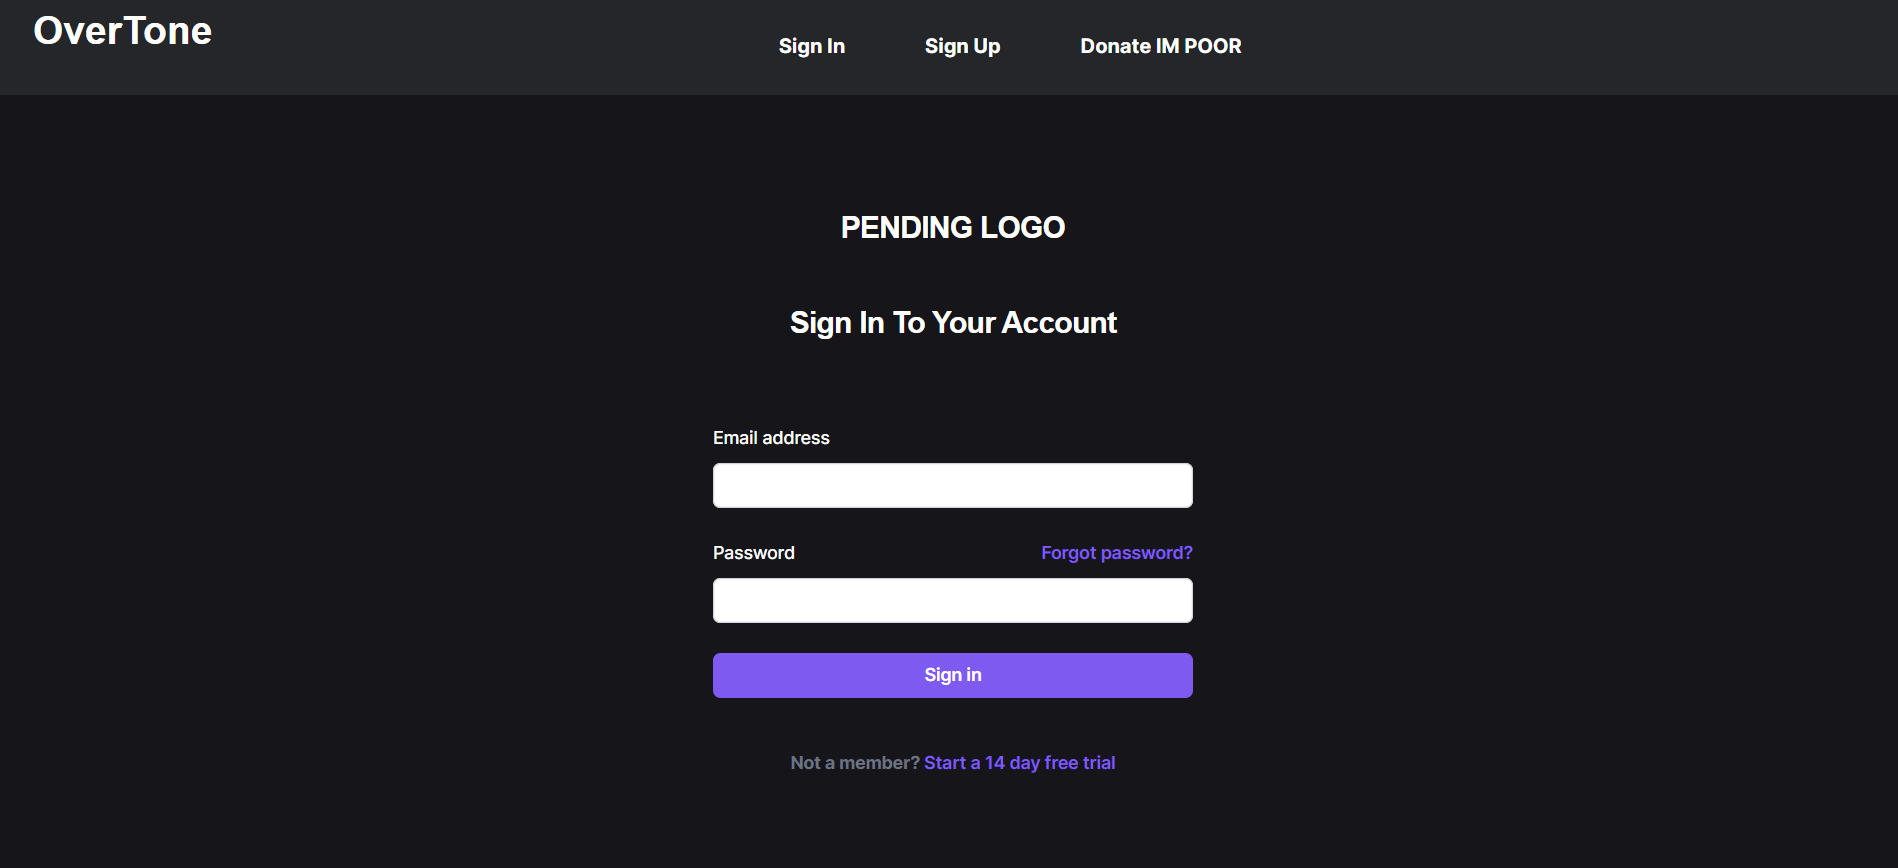 OverTone
Sign In
Sign Up
Donate IM POOR
PENDING LOGO
Sign In To Your Account
Email address
Password
Forgot password?
Sign in
Not a member? Start a 14 day free trial